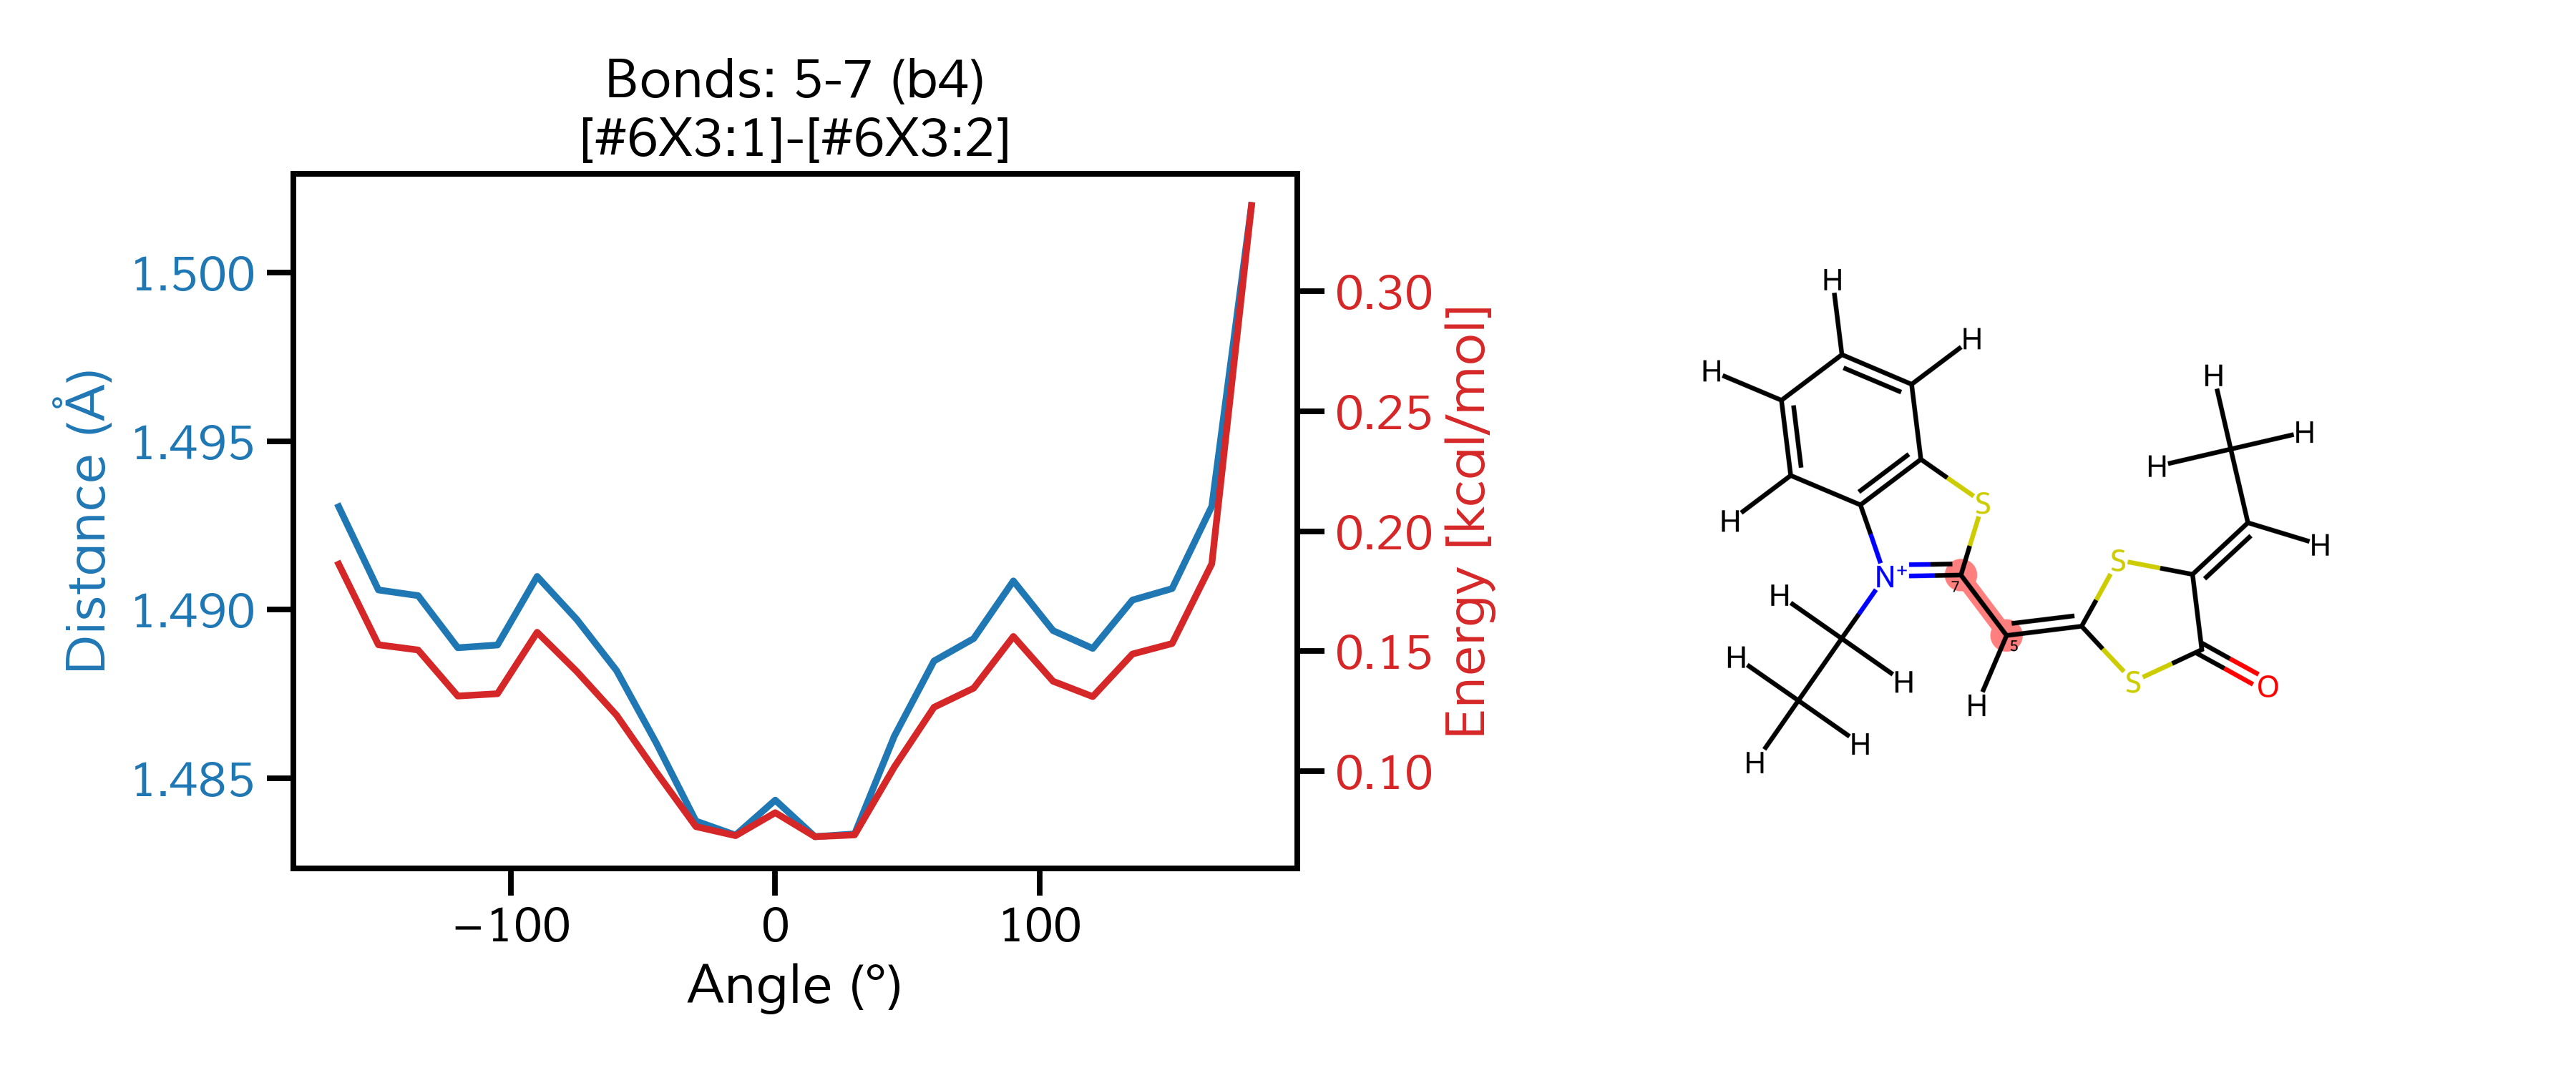 Bonds: 5-7 (b4)
[#6X3:1]-[#6X3:2]
1.500
1.495
1.490
1.485
Distance (Å)
0.30
0.25
0.20
0.15
0.10
Energy [kcal/mol]
−100
0
100
Angle (°)
H
H
H
H
H
H
H
S
H
S
N+
7
H
H
5
H
S
H
O
H
H
H